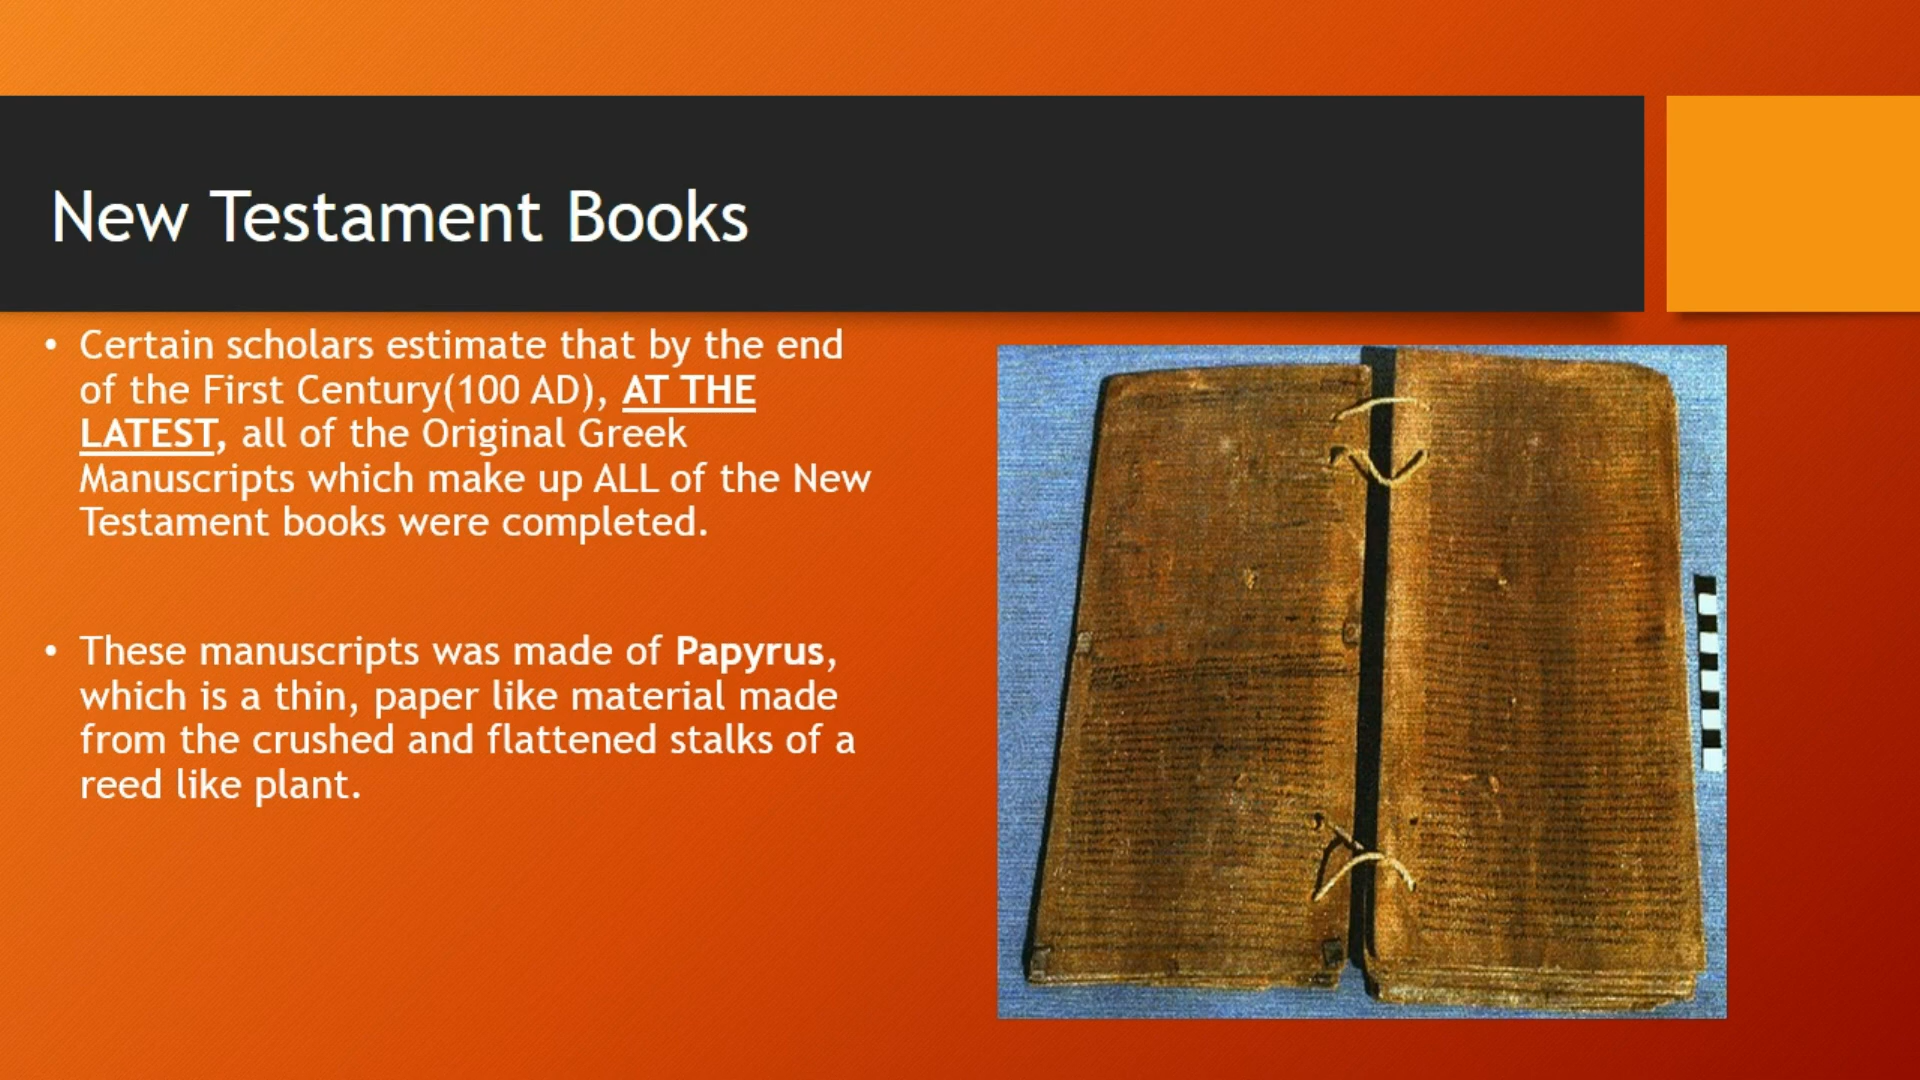 New Testament Books
• Certain scholars estimate that by the end
of the First Century(100 AD), AT THE
LATEST, all of the Original Greek
Manuscripts which make up ALL of the New
Testament books were completed.
• These manuscripts was made of Papyrus,
which is a thin, paper like material made
from the crushed and flattened stalks of a
reed like plant.